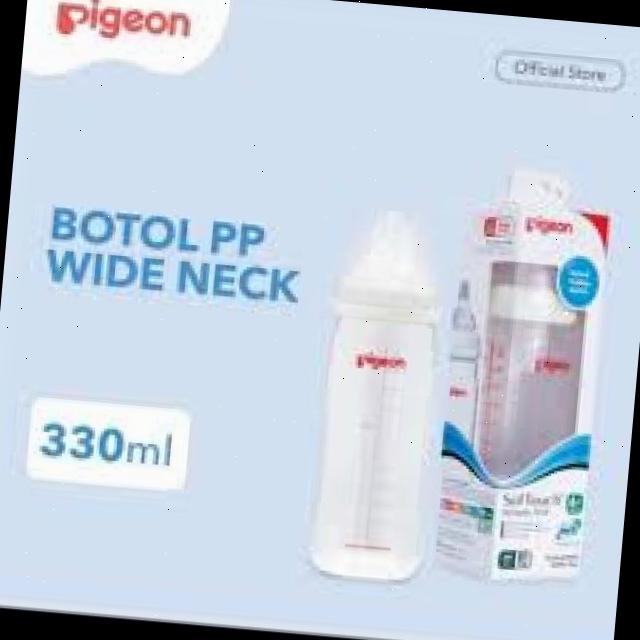 pigeon
Official Store
BOTOL PP
WIDE NECK
330ml
pigeon
pigeon
pigeon
SofTouch